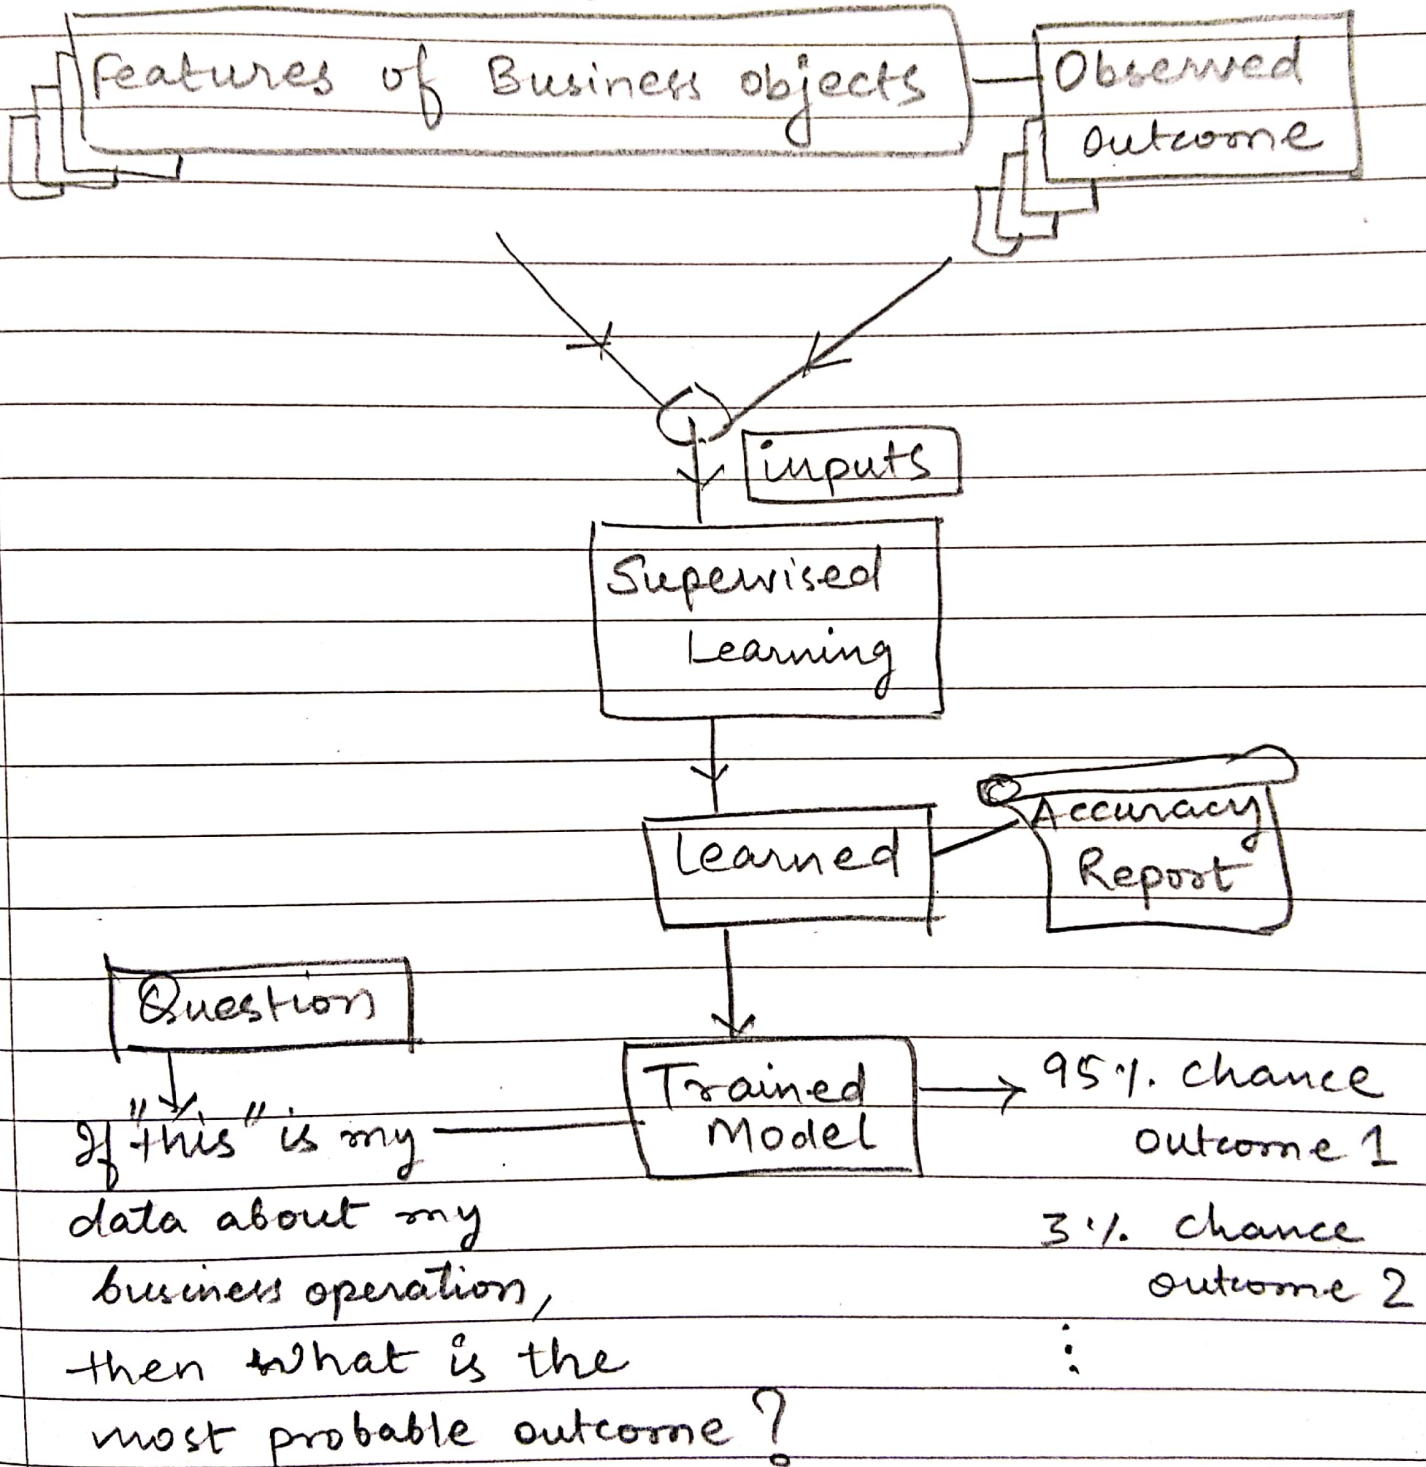 Features of Business objects
Observed
outcome
inputs
Supervised
Learning
Learned
Accuracy
Report
Question
Trained
Model
95% chance
outcome 1
3% chance
outcome 2
⋮
If "this" is my
data about my
business operation,
then what is the
most probable outcome?